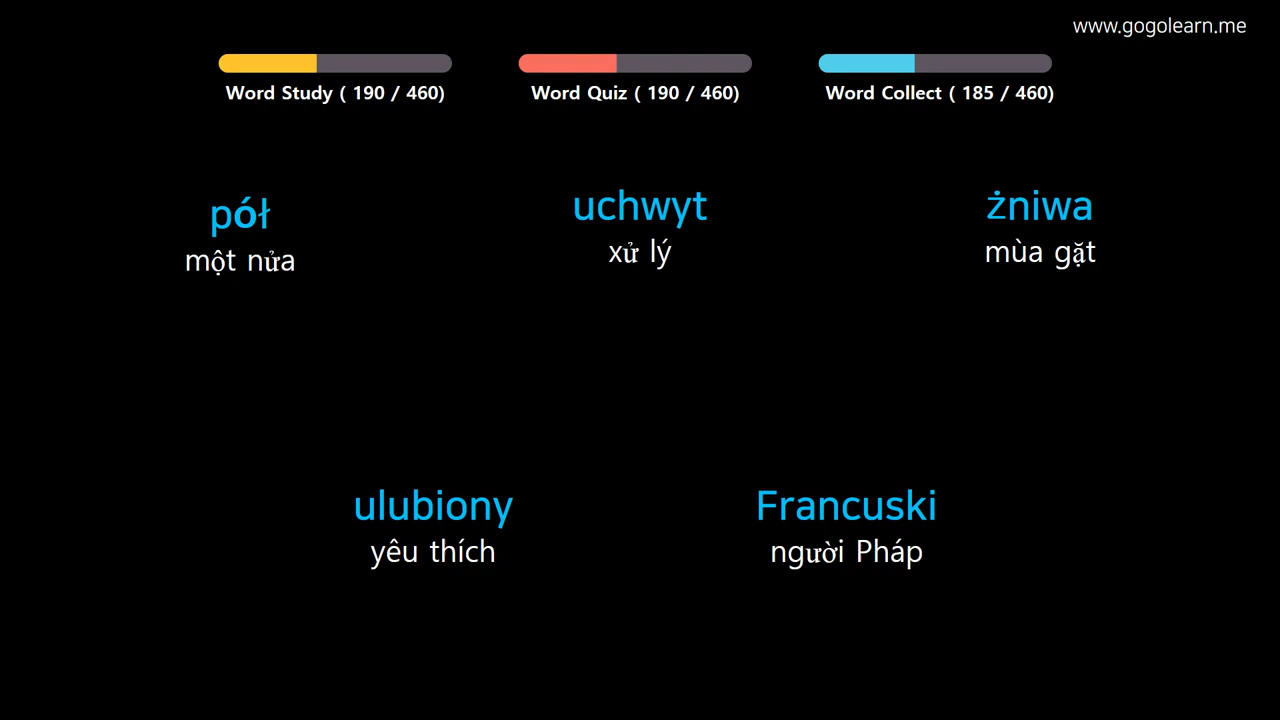 www.gogolearn.me
Word Study ( 190 / 460)
Word Quiz ( 190 / 460)
Word Collect ( 185 / 460)
pół
một nửa
uchwyt
xử lý
żniwa
mùa gặt
ulubiony
yêu thích
Francuski
người Pháp